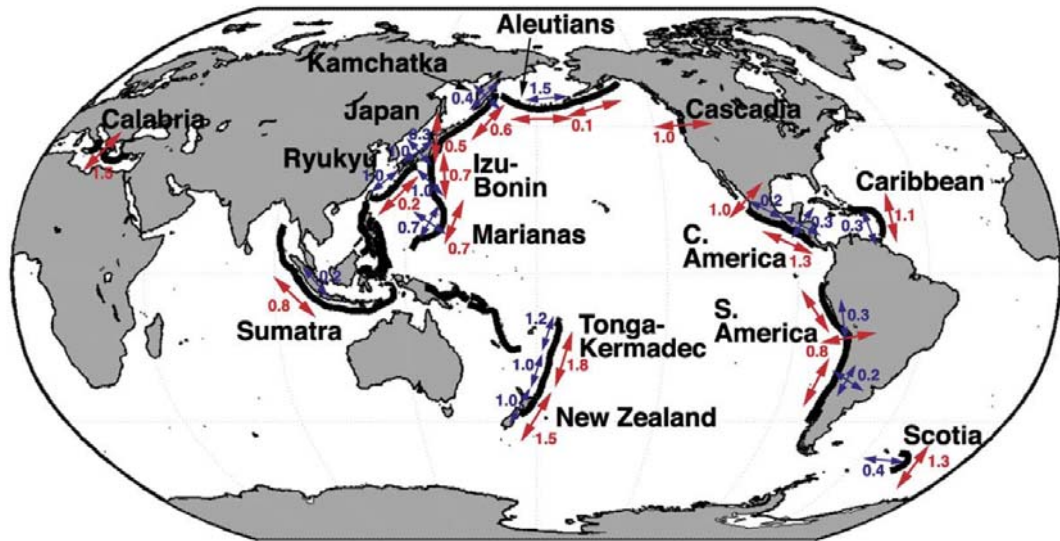 Aleutians
Kamchatka
0.4
1.5
Japan
Cascadia
Calabria
0.6
0.1
1.0
0.3
0.5
1.5
Ryukyu
1.0
0.7
Izu-
Bonin
Caribbean
0.2
1.0
0.2
1.0
0.3
0.3
1.1
0.7
0.7
Marianas
C.
America
1.3
0.2
0.8
Sumatra
1.2
Tonga-
Kermadec
S.
America
0.3
1.0
1.8
0.8
0.2
1.0
New Zealand
1.5
Scotia
0.4
1.3